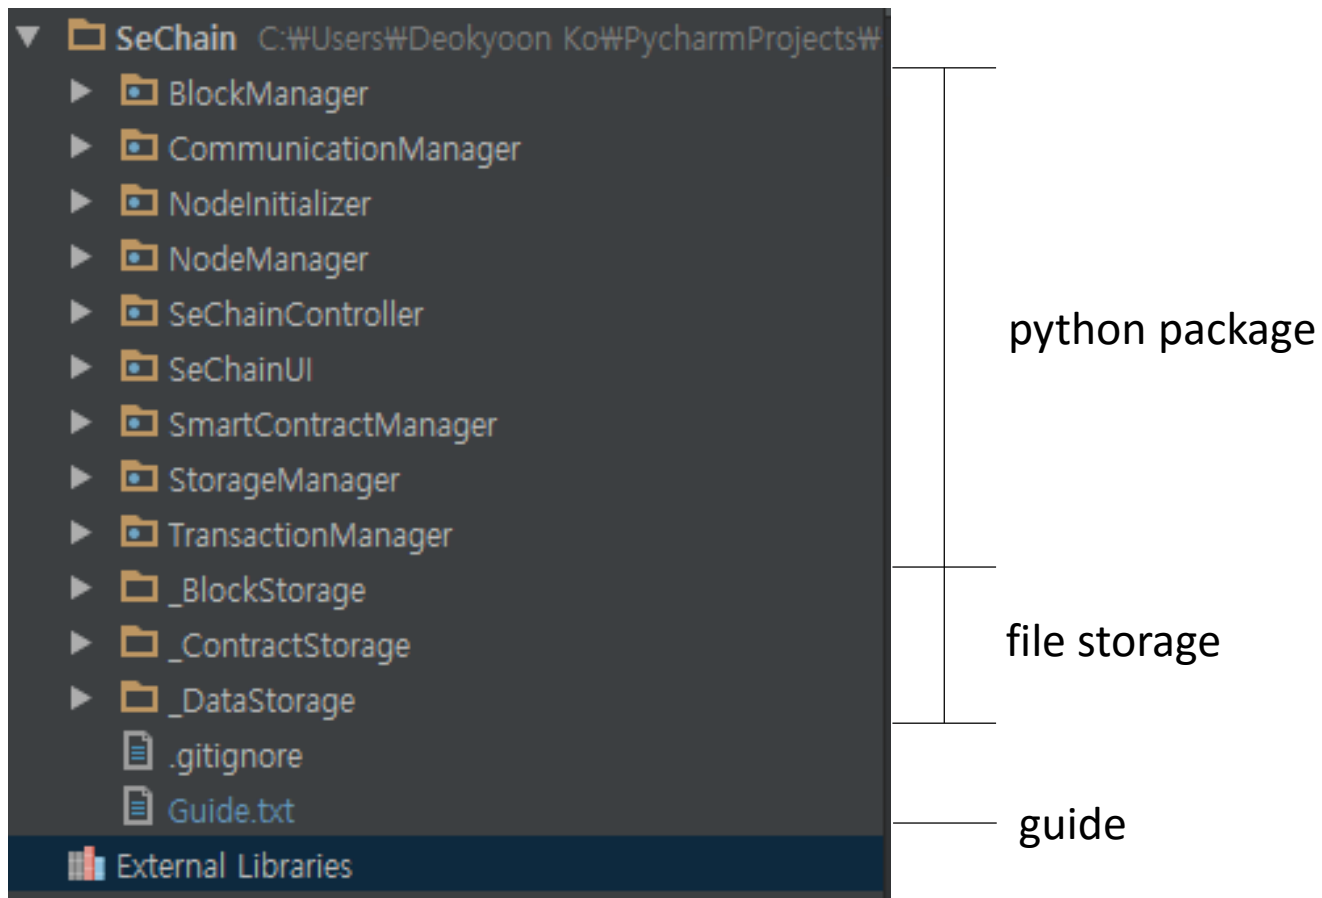 SeChain C:₩Users₩Deokyoon Ko₩PycharmProjects₩
BlockManager
CommunicationManager
NodeInitializer
NodeManager
SeChainController
SeChainUI
SmartContractManager
StorageManager
TransactionManager
_BlockStorage
_ContractStorage
_DataStorage
.gitignore
Guide.txt
External Libraries
python package
file storage
guide